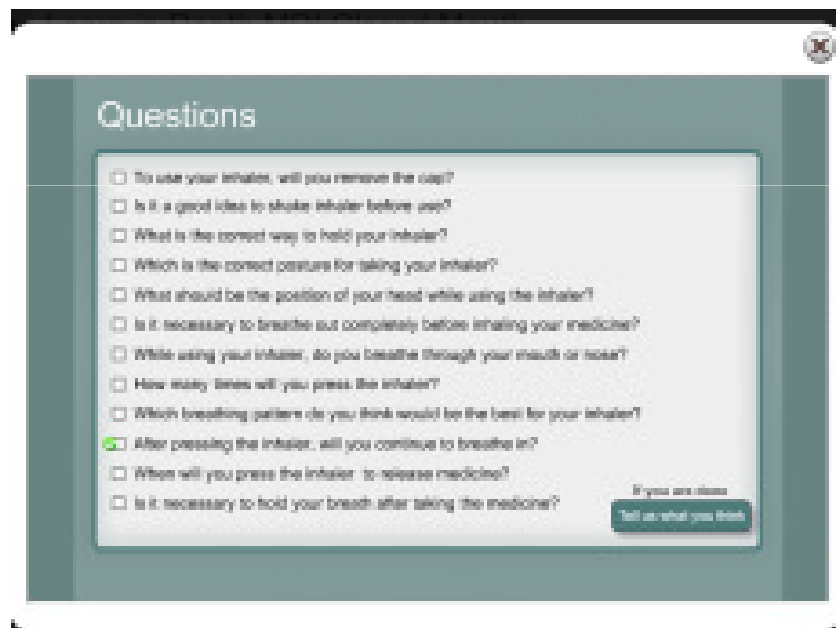 Questions
To use your inhaler, will you remove the cap?
Is it a good idea to shake inhaler before use?
What is the correct way to hold your inhaler?
Which is the correct posture for taking your inhaler?
What should be the position of your head while using the inhaler?
Is it necessary to breathe out completely before inhaling your medicine?
While using your inhaler, do you breathe through your mouth or nose?
How many times will you press the inhaler?
Which breathing pattern do you think would be the best for your inhaler?
After pressing the inhaler, will you continue to breathe in?
When will you press the inhaler to release medicine?
Is it necessary to hold your breath after taking the medicine?
If you are done
Tell us what you think